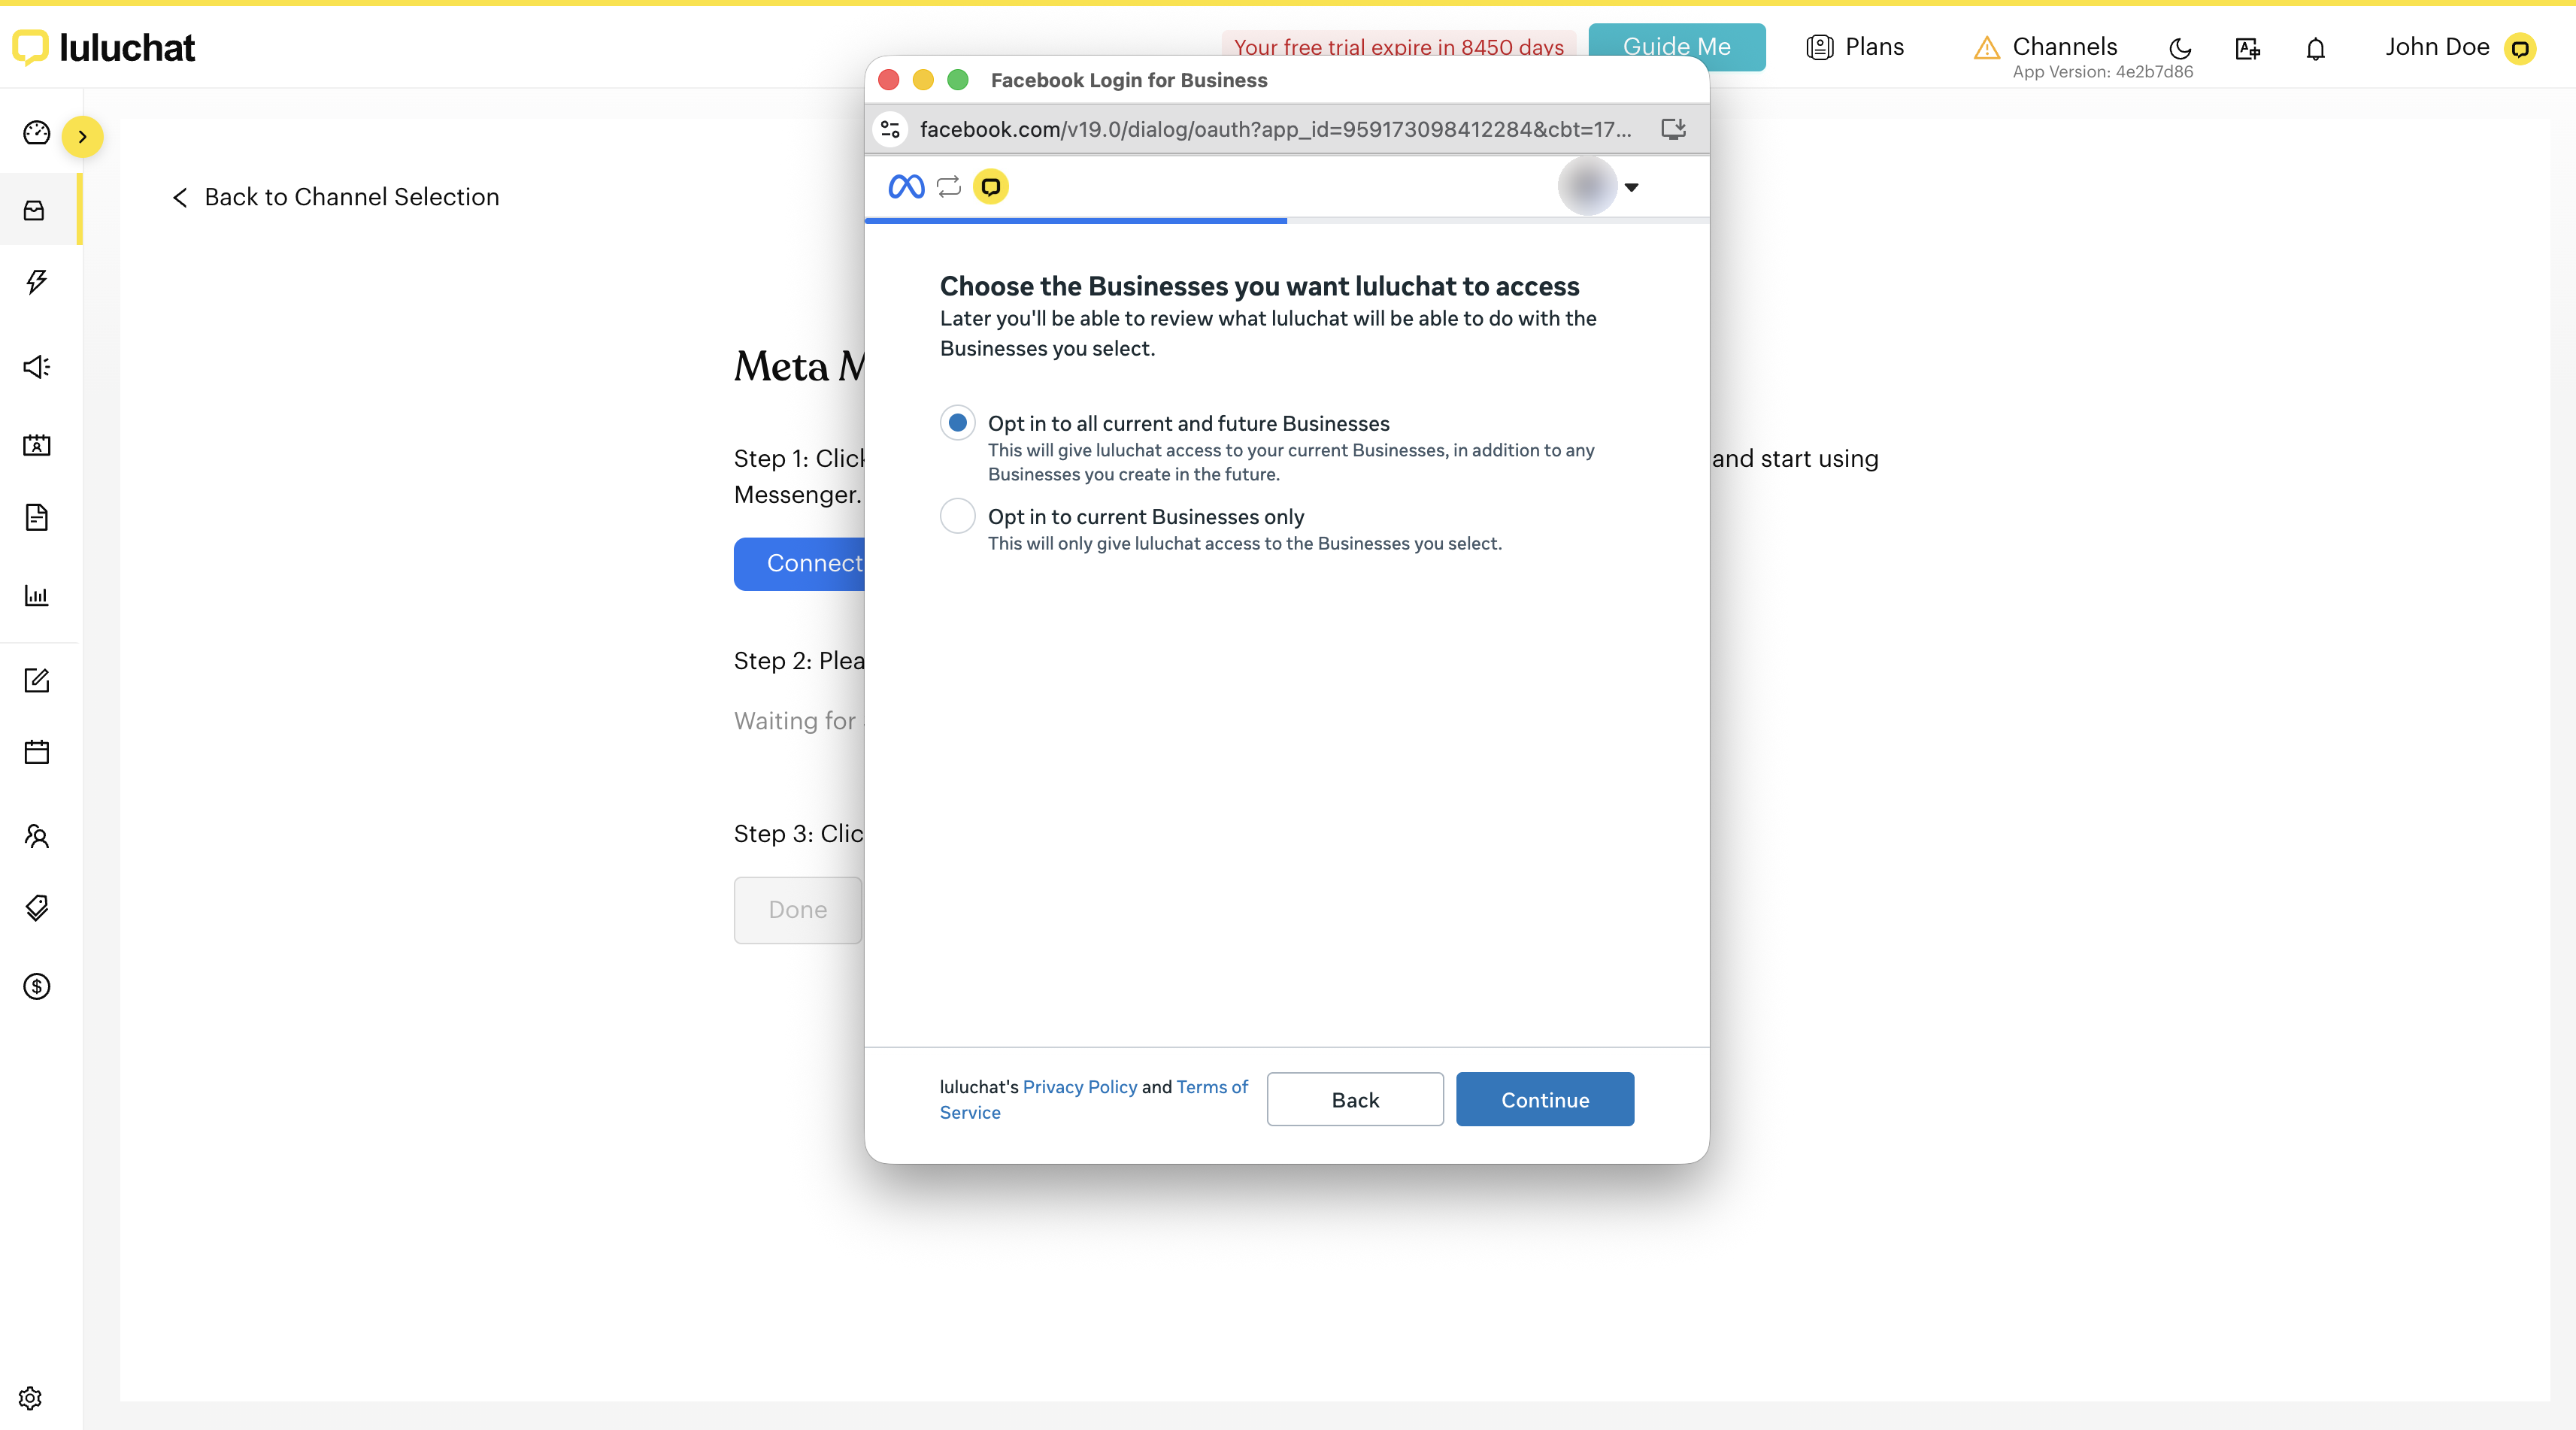 luluchat
Your free trial expire in 8450 days
Guide Me
Plans
Channels
App Version: 4e2b7d86
John Doe
Facebook Login for Business
facebook.com/v19.0/dialog/oauth?app_id=959173098412284&cbt=17...
Back to Channel Selection
Choose the Businesses you want luluchat to access
Later you'll be able to review what luluchat will be able to do with the
Businesses you select.
Opt in to all current and future Businesses
This will give luluchat access to your current Businesses, in addition to any
Businesses you create in the future.
Opt in to current Businesses only
This will only give luluchat access to the Businesses you select.
luluchat's Privacy Policy and Terms of
Service
Back
Continue
Meta M
Step 1: Click
and start using
Messenger.
Connect
Step 2: Plea
Waiting for
Step 3: Clic
Done